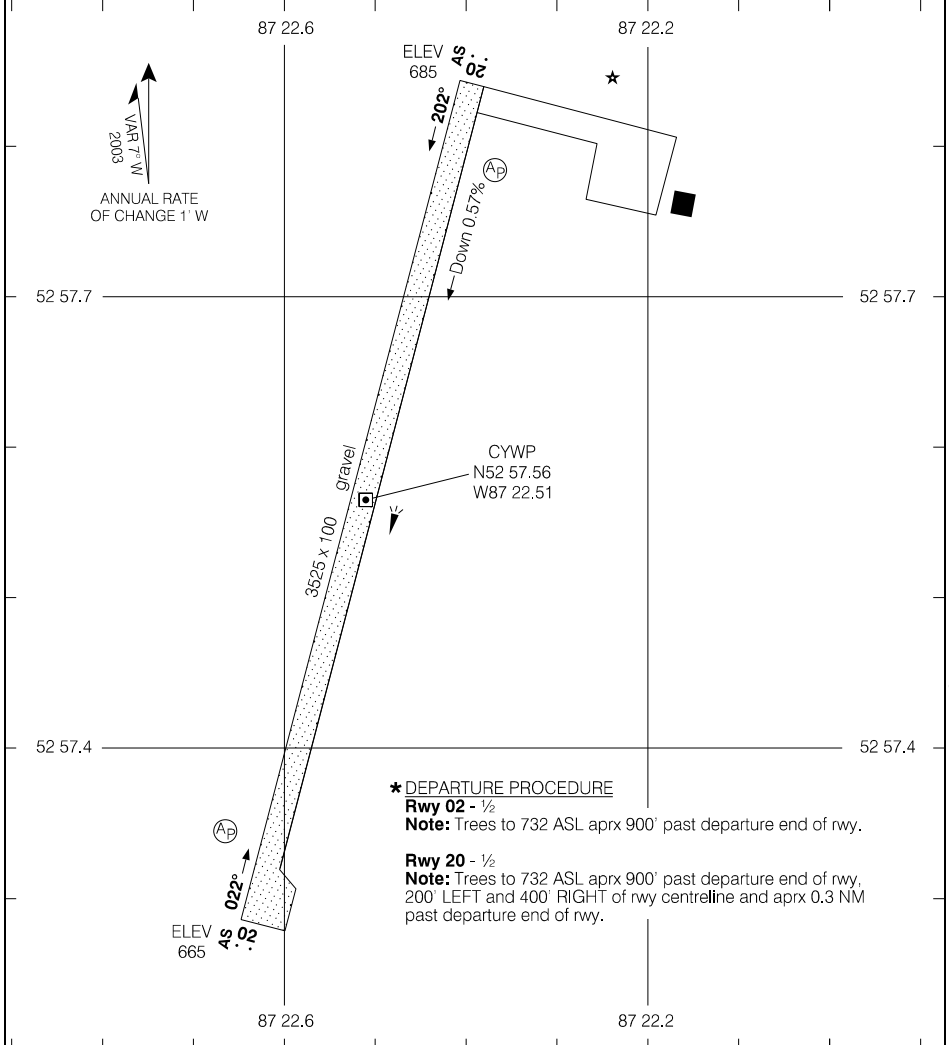 87 22.6
87 22.2
ELEV
685
AS
20
202°
VAR 7° W
2003
ANNUAL RATE
OF CHANGE 1' W
AP
Down 0.57%
52 57.7
52 57.7
gravel
CYWP
N52 57.56
W87 22.51
3525 x 100
52 57.4
52 57.4
* DEPARTURE PROCEDURE
Rwy 02 - ½
Note: Trees to 732 ASL aprx 900' past departure end of rwy.
Rwy 20 - ½
Note: Trees to 732 ASL aprx 900' past departure end of rwy,
200' LEFT and 400' RIGHT of rwy centreline and aprx 0.3 NM
past departure end of rwy.
AP
022°
ELEV
665
AS
02
87 22.6
87 22.2